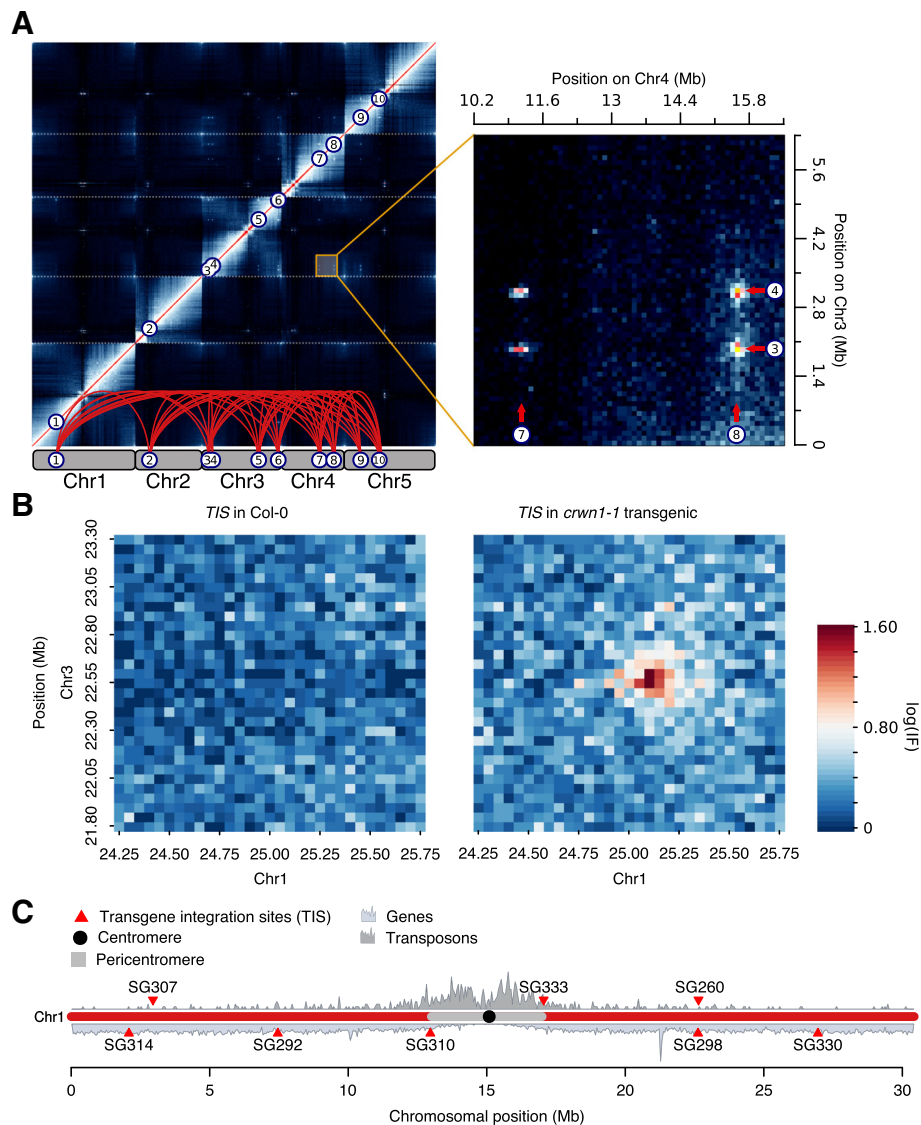 A
10
9
8
7
6
5
4
3
2
1
1 2 3 4 5 6 7 8 9 10
Chr1 Chr2 Chr3 Chr4 Chr5
Position on Chr4 (Mb)
10.2 11.6 13 14.4 15.8
5.6
4.2
2.8
1.4
0
Position on Chr3 (Mb)
4
3
7 8
B
TIS in Col-0
TIS in crwn1-1 transgenic
Position (Mb)
Chr3
23.30
23.05
22.80
22.55
22.30
22.05
21.80
24.25 24.50 24.75 25.00 25.25 25.50 25.75
Chr1
24.25 24.50 24.75 25.00 25.25 25.50 25.75
Chr1
1.60
0.80
0
log(IF)
C
Transgene integration sites (TIS)
Centromere
Pericentromere
Genes
Transposons
SG307 SG333 SG260
Chr1
SG314 SG292 SG310 SG298 SG330
0 5 10 15 20 25 30
Chromosomal position (Mb)